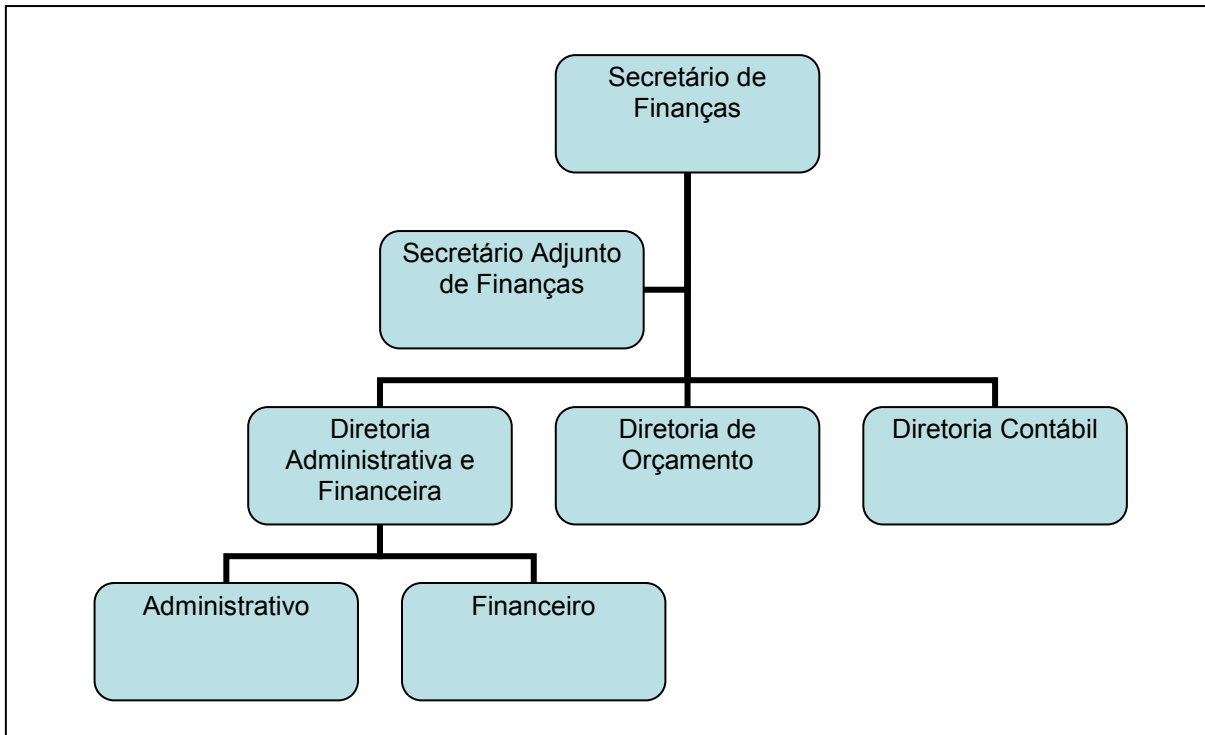 Secretário de
Finanças
Secretário Adjunto
de Finanças
Diretoria
Administrativa e
Financeira
Diretoria de
Orçamento
Diretoria Contábil
Administrativo
Financeiro